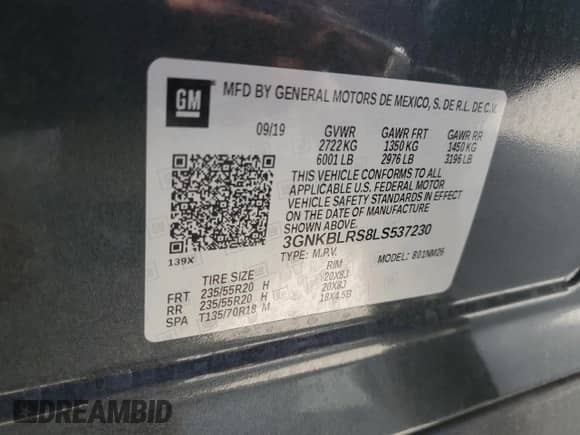 GM
MFD BY GENERAL MOTORS DE MEXICO, S. DE R.L. DE C.V.
09/19 GVWR GAWR FRT GAWR RR
2722 KG 1350 KG 1450 KG
6001 LB 2976 LB 3196 LB
THIS VEHICLE CONFORMS TO ALL
APPLICABLE U.S. FEDERAL MOTOR
VEHICLE SAFETY STANDARDS IN EFFECT
ON THE DATE OF MANUFACTURE
SHOWN ABOVE.
3GNKBLRS8LS537230
139X
TYPE: M.P.V. MODEL: 801NM26
TIRE SIZE RIM
FRT 235/55R20 H 20X8J
RR 235/55R20 H 20X8J
SPA T135/70R18 M 18X4.5B
DREAMBID